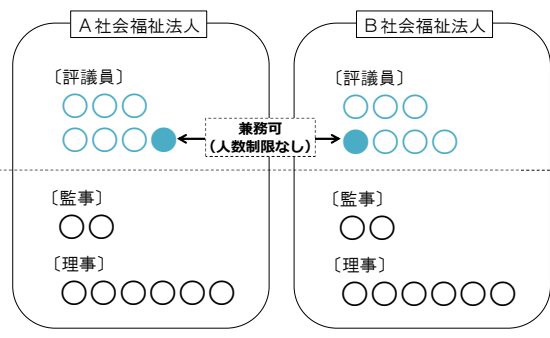 A社会福祉法人
B社会福祉法人
〔評議員〕
〔評議員〕
兼務可
（人数制限なし）
〔監事〕
〔監事〕
〔理事〕
〔理事〕